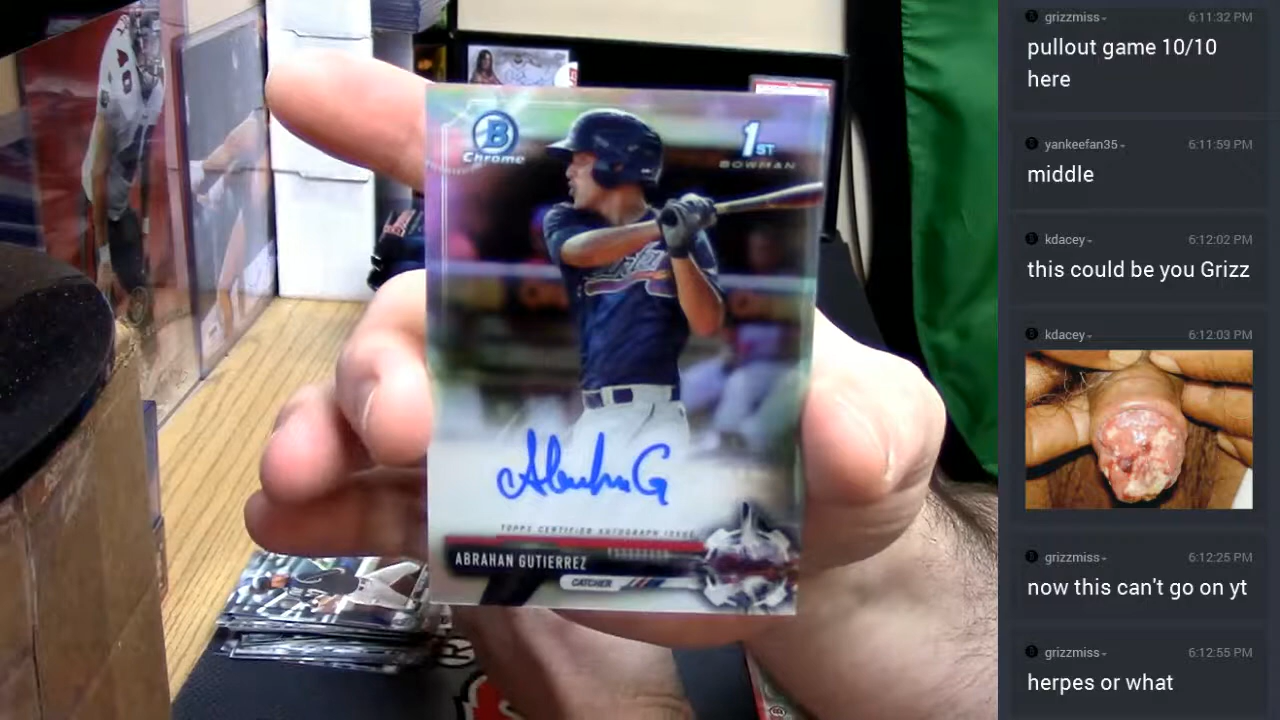 B
Chrome
1ST
BOWMAN
Abrahan G
TOPPS CERTIFIED AUTOGRAPH ISSUE
ABRAHAN GUTIERREZ
CATCHER
grizzmiss
6:11:32 PM
pullout game 10/10
here
yankeefan35
6:11:59 PM
middle
kdacey
6:12:02 PM
this could be you Grizz
kdacey
6:12:03 PM
grizzmiss
6:12:25 PM
now this can't go on yt
grizzmiss
6:12:55 PM
herpes or what